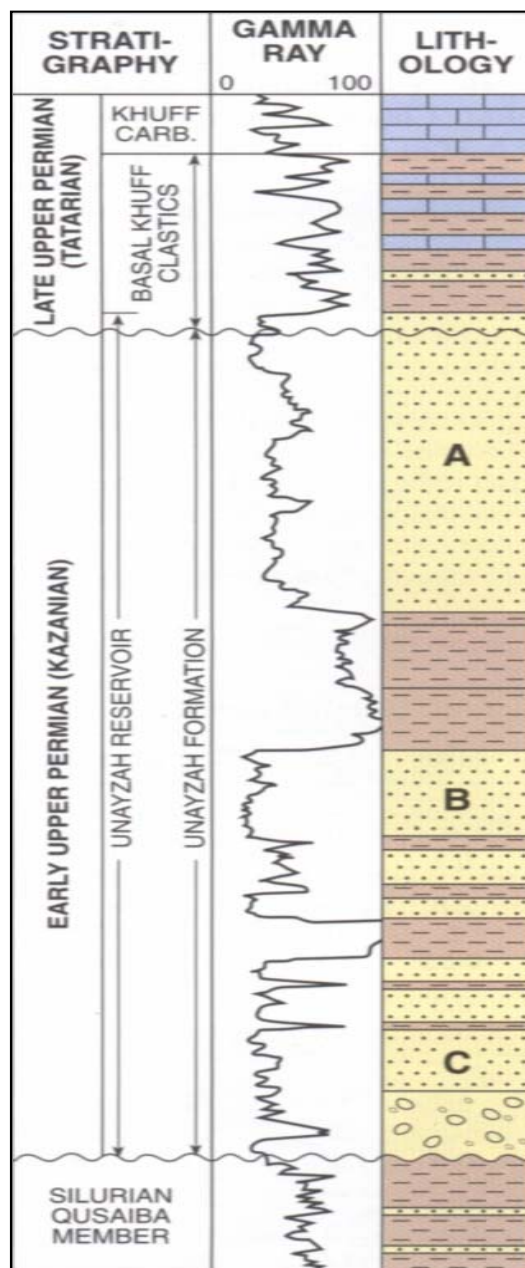 STRATI-
GRAPHY
GAMMA
RAY
0 100
LITH-
OLOGY
LATE UPPER PERMIAN
(TATARIAN)
KHUFF
CARB.
BASAL KHUFF
CLASTICS
EARLY UPPER PERMIAN (KAZANIAN)
UNAYZAH RESERVOIR
UNAYZAH FORMATION
A
B
C
SILURIAN
QUSAIBA
MEMBER